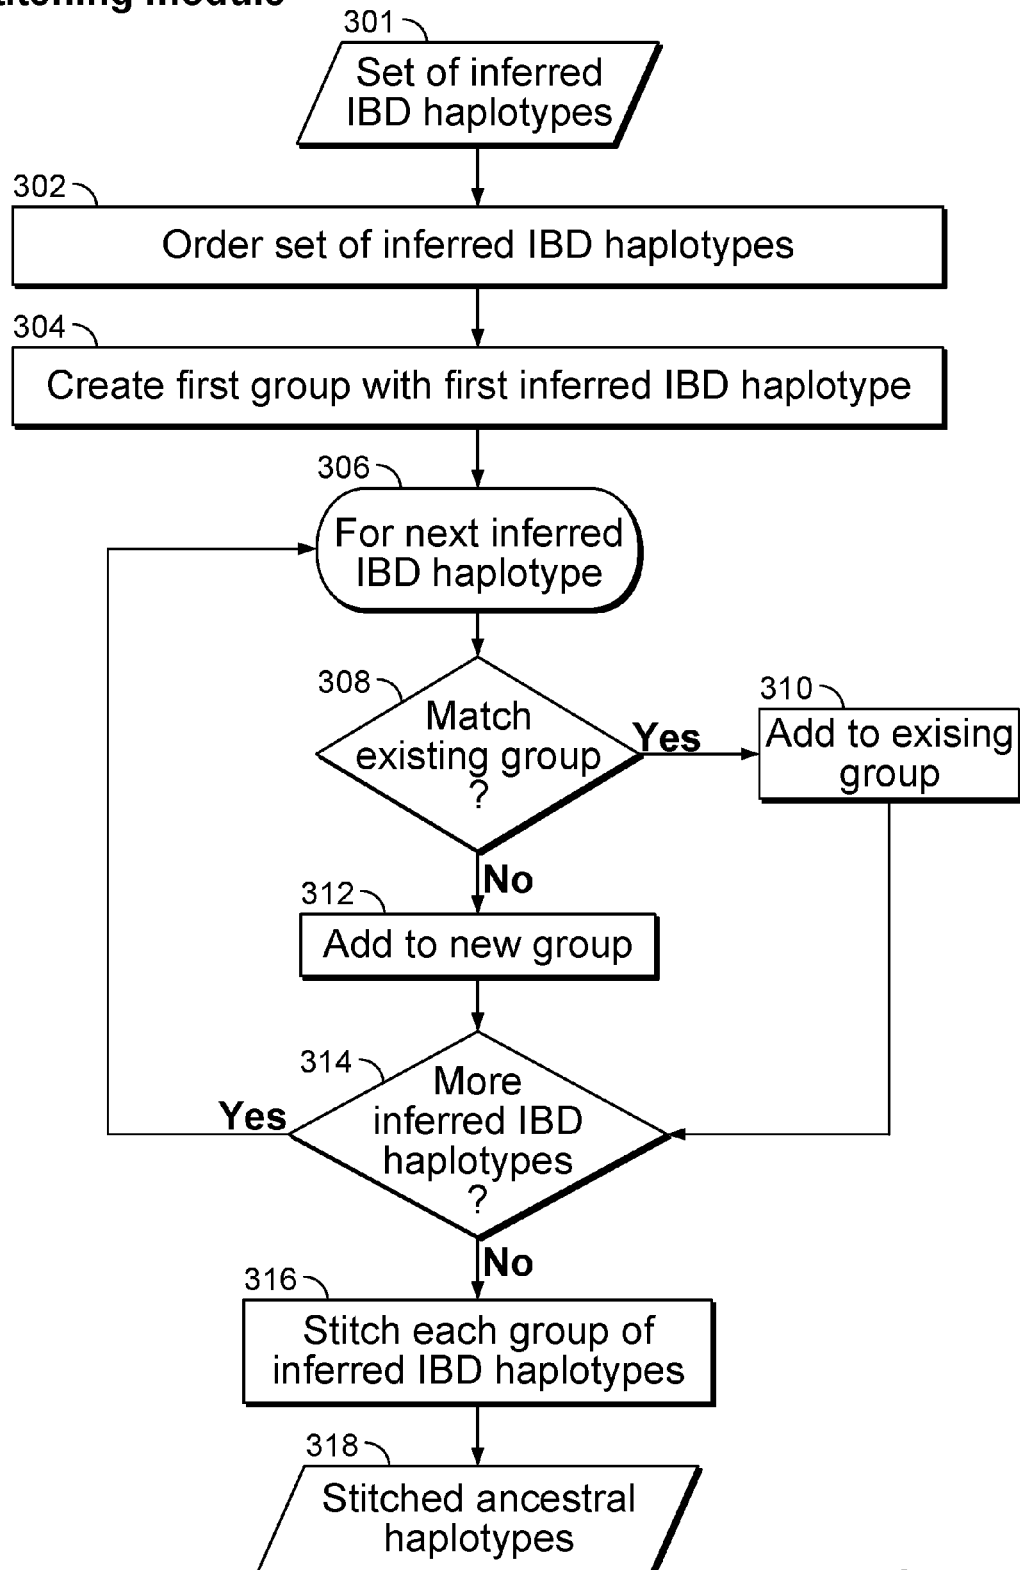 301
Set of inferred
IBD haplotypes
302
Order set of inferred IBD haplotypes
304
Create first group with first inferred IBD haplotype
306
For next inferred
IBD haplotype
308
Match
existing group
?
Yes
310
Add to exising
group
No
312
Add to new group
314
More
inferred IBD
haplotypes
?
Yes
No
316
Stitch each group of
inferred IBD haplotypes
318
Stitched ancestral
haplotypes